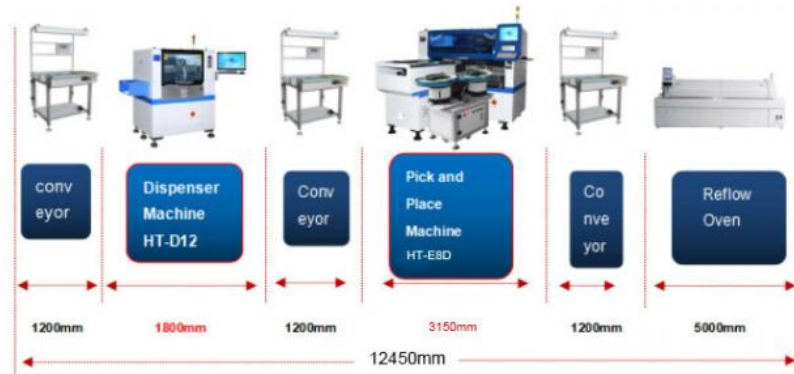 conv
eyor
Dispenser
Machine
HT-D12
Conv
eyor
Pick and
Place
Machine
HT-E8D
Co
nve
yor
Reflow
Oven
1200mm
1800mm
1200mm
3150mm
1200mm
5000mm
12450mm